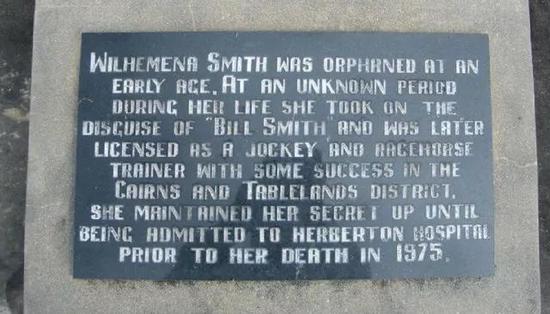 WILHEMENA SMITH WAS ORPHANED AT AN
EARLY AGE. AT AN UNKNOWN PERIOD
DURING HER LIFE SHE TOOK ON THE
DISGUISE OF "BILL SMITH" AND WAS LATER
LICENSED AS A "JOCKEY" AND RACEHORSE
TRAINER WITH SOME SUCCESS IN THE
CAIRNS AND TABLELANDS DISTRICT.
SHE MAINTAINED HER SECRET UP UNTIL
BEING ADMITTED TO HERBERTON HOSPITAL
PRIOR TO HER DEATH IN 1975.